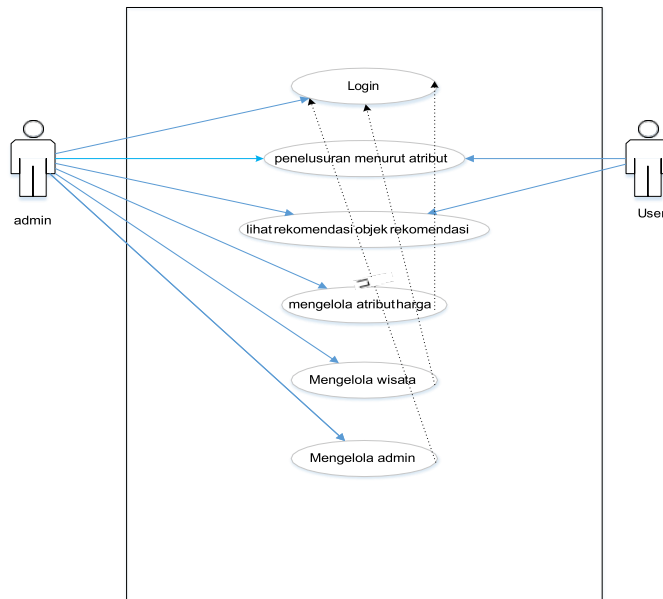 Login
penelusuran menurut atribut
admin
User
lihat rekomendasi objek rekomendasi
mengelola atribut harga
Mengelola wisata
Mengelola admin